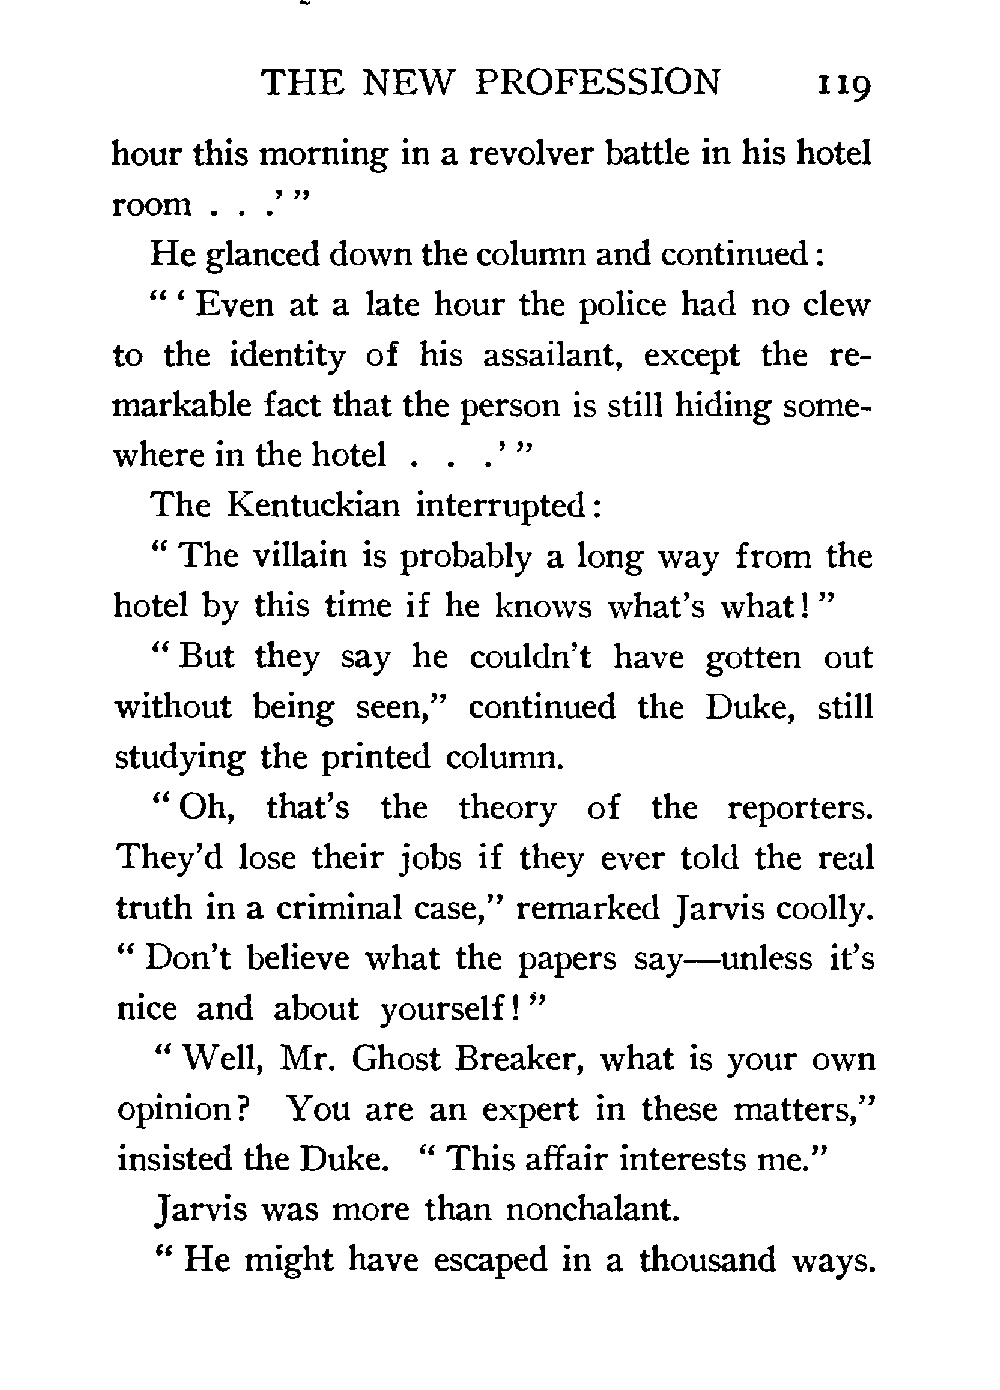 THE NEW PROFESSION 119
hour this morning in a revolver battle in his hotel
room . . .’ ”
He glanced down the column and continued :
“ ‘ Even at a late hour the police had no clew
to the identity of his assailant, except the re-
markable fact that the person is still hiding some-
where in the hotel . . .’ ”
The Kentuckian interrupted :
“ The villain is probably a long way from the
hotel by this time if he knows what’s what! ”
“ But they say he couldn’t have gotten out
without being seen,” continued the Duke, still
studying the printed column.
“ Oh, that’s the theory of the reporters.
They’d lose their jobs if they ever told the real
truth in a criminal case,” remarked Jarvis coolly.
“ Don’t believe what the papers say—unless it’s
nice and about yourself! ”
“ Well, Mr. Ghost Breaker, what is your own
opinion? You are an expert in these matters,”
insisted the Duke. “ This affair interests me.”
Jarvis was more than nonchalant.
“ He might have escaped in a thousand ways.